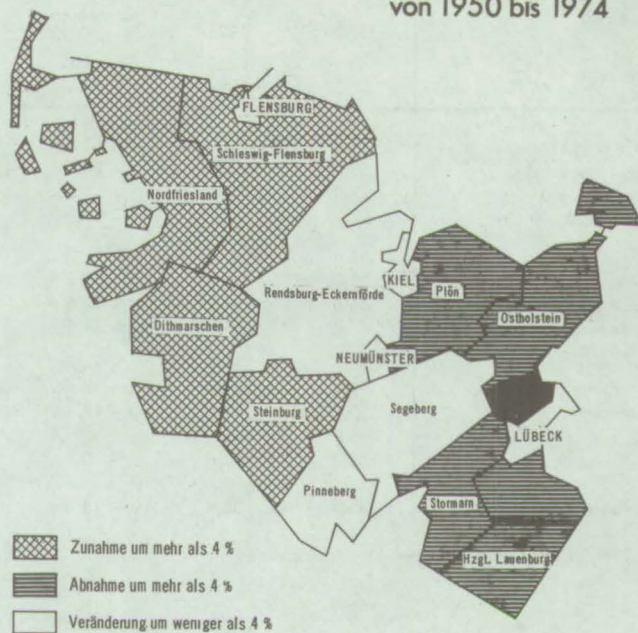 von 1950 bis 1974
FLENSBURG
Schleswig-Flensburg
Nordfriesland
KIEL
Rendsburg-Eckernförde
Plön
Ostholstein
Dithmarschen
NEUMÜNSTER
Steinburg
Segeberg
LÜBECK
Pinneberg
Stormarn
Hzgt. Lauenburg
Zunahme um mehr als 4 %
Abnahme um mehr als 4 %
Veränderung um weniger als 4 %